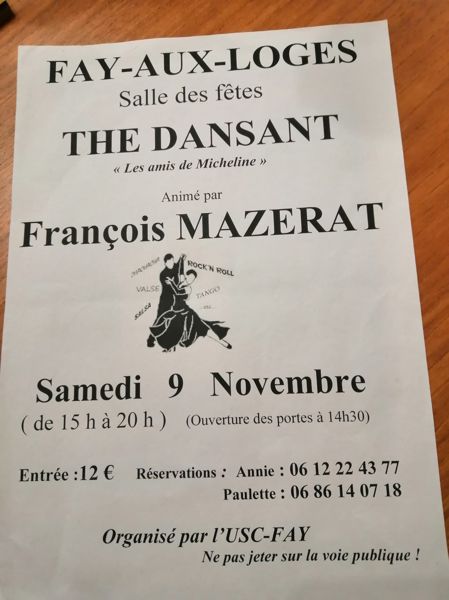 FAY-AUX-LOGES
Salle des fêtes
THE DANSANT
« Les amis de Micheline »
Animé par
François MAZERAT
ROCK'N ROLL
VALSE
TANGO
SALSA
Samedi 9 Novembre
( de 15 h à 20 h ) (Ouverture des portes à 14h30)
Entrée :12 € Réservations : Annie : 06 12 22 43 77
Paulette : 06 86 14 07 18
Organisé par l'USC-FAY
Ne pas jeter sur la voie publique !